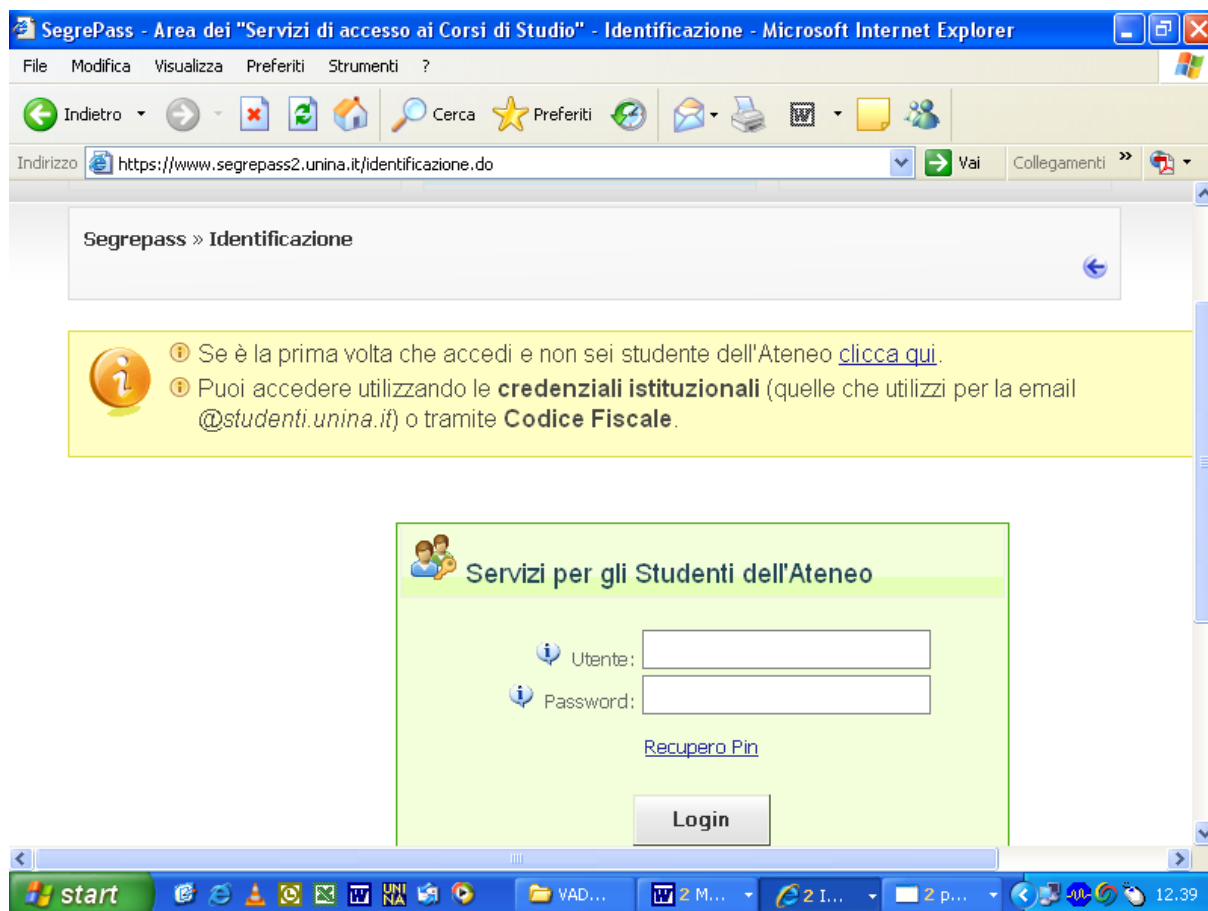 SegrePass - Area dei "Servizi di accesso ai Corsi di Studio" - Identificazione - Microsoft Internet Explorer
File Modifica Visualizza Preferiti Strumenti ?
Indietro Cerca Preferiti
Indirizzo https://www.segrepass2.unina.it/identificazione.do Vai Collegamenti »
Segrepass » Identificazione
Se è la prima volta che accedi e non sei studente dell'Ateneo clicca qui.
Puoi accedere utilizzando le credenziali istituzionali (quelle che utilizzi per la email
@studenti.unina.it) o tramite Codice Fiscale.
Servizi per gli Studenti dell'Ateneo
Utente:
Password:
Recupero Pin
Login
start UNI NA VAD... 2 M... 2 I... 2 p... 12.39